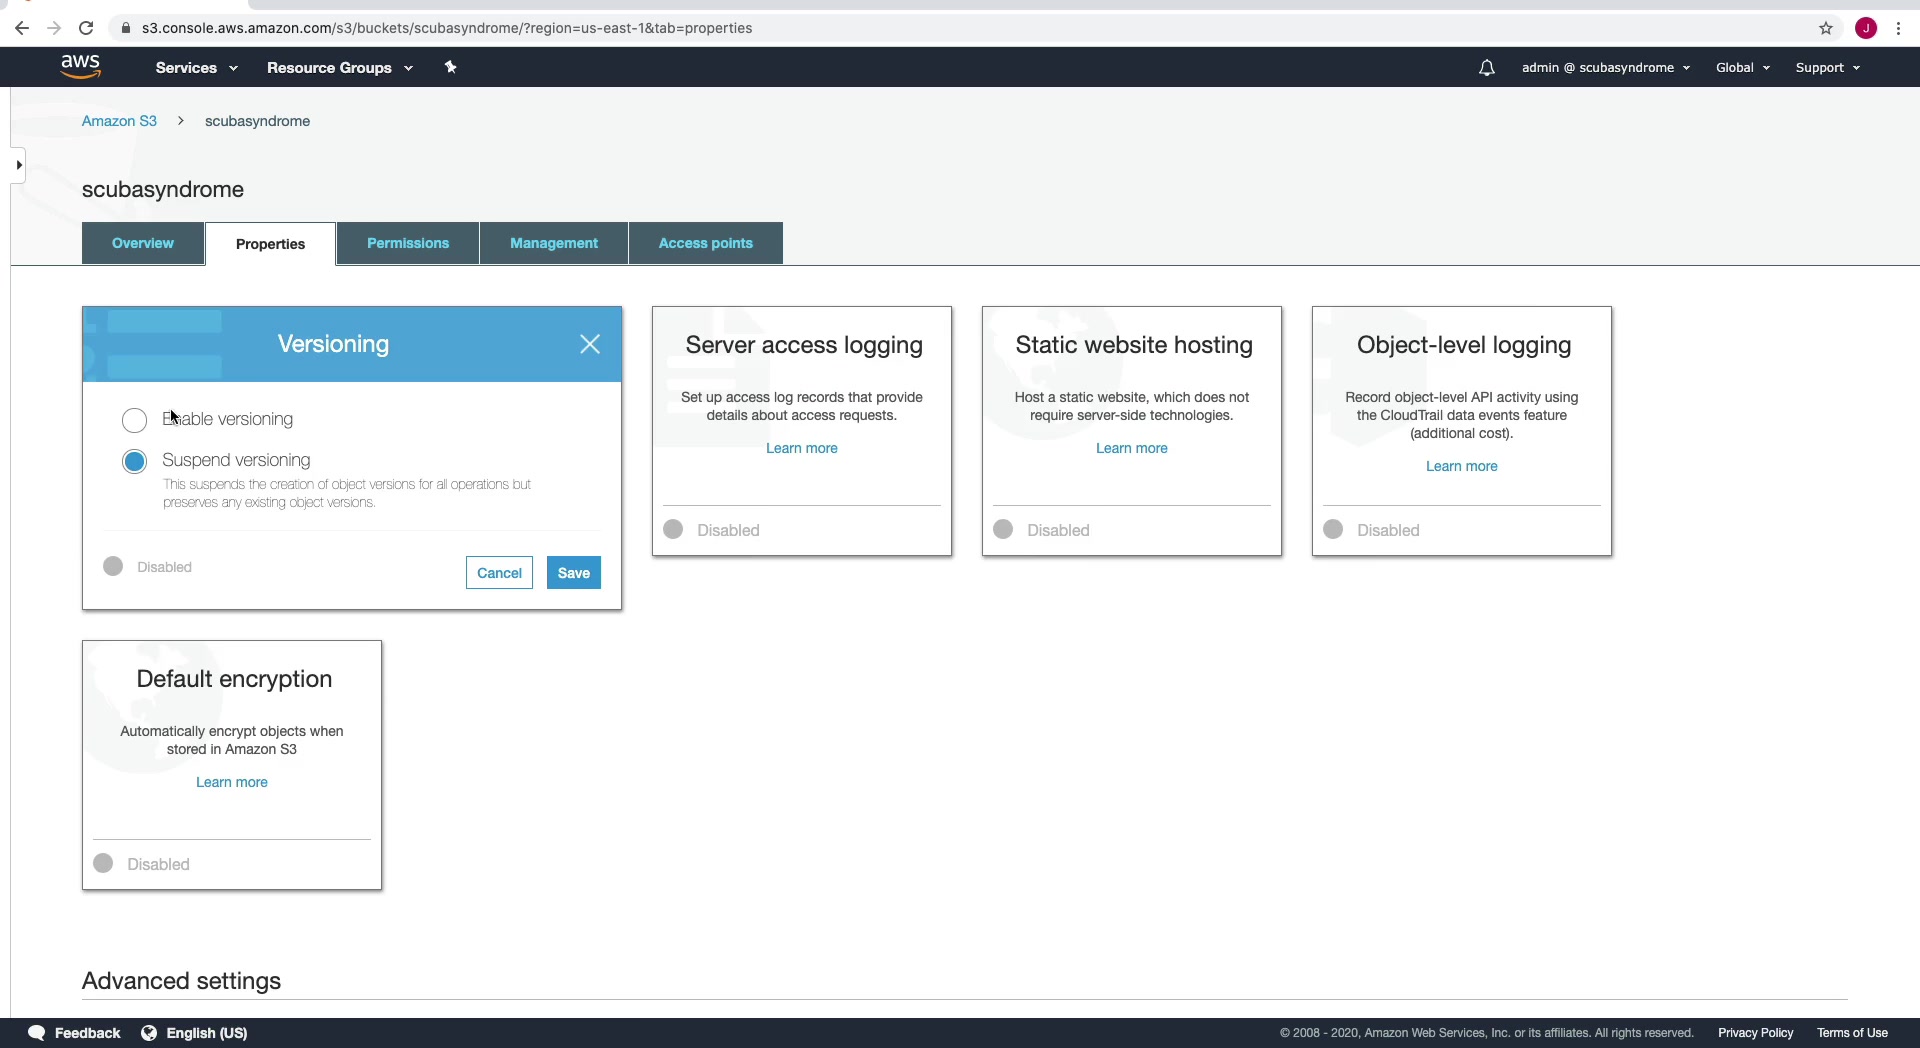 s3.console.aws.amazon.com/s3/buckets/scubasyndrome/?region=us-east-1&tab=properties
J
aws
Services
Resource Groups
admin @ scubasyndrome
Global
Support
Amazon S3 > scubasyndrome
scubasyndrome
Overview
Properties
Permissions
Management
Access points
Versioning
Enable versioning
Suspend versioning
This suspends the creation of object versions for all operations but
preserves any existing object versions.
Disabled
Cancel
Save
Server access logging
Set up access log records that provide
details about access requests.
Learn more
Disabled
Static website hosting
Host a static website, which does not
require server-side technologies.
Learn more
Disabled
Object-level logging
Record object-level API activity using
the CloudTrail data events feature
(additional cost).
Learn more
Disabled
Default encryption
Automatically encrypt objects when
stored in Amazon S3
Learn more
Disabled
Advanced settings
Feedback
English (US)
© 2008 - 2020, Amazon Web Services, Inc. or its affiliates. All rights reserved.
Privacy Policy
Terms of Use